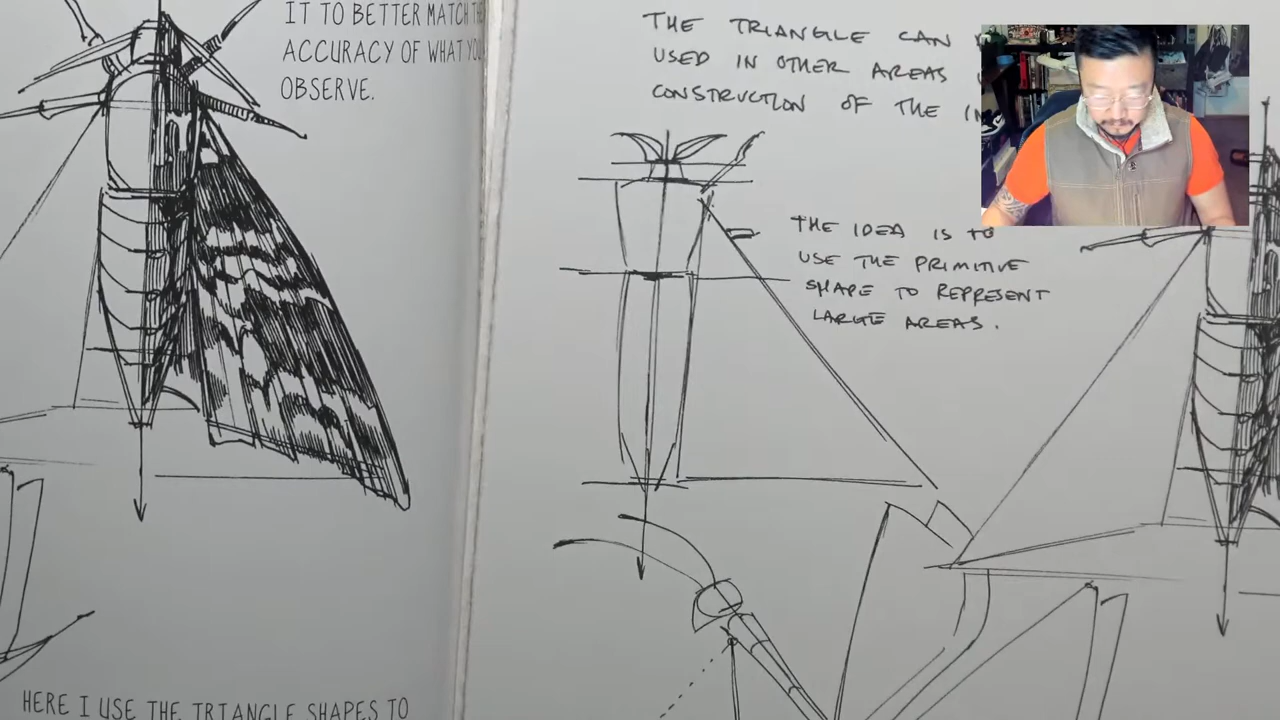 IT TO BETTER MATCH THE
ACCURACY OF WHAT YOU
OBSERVE.
HERE I USE THE TRIANGLE SHAPES TO
THE TRIANGLE CAN
USED IN OTHER AREAS
CONSTRUCTION OF THE
THE IDEA IS TO
USE THE PRIMITIVE
SHAPE TO REPRESENT
LARGE AREAS.